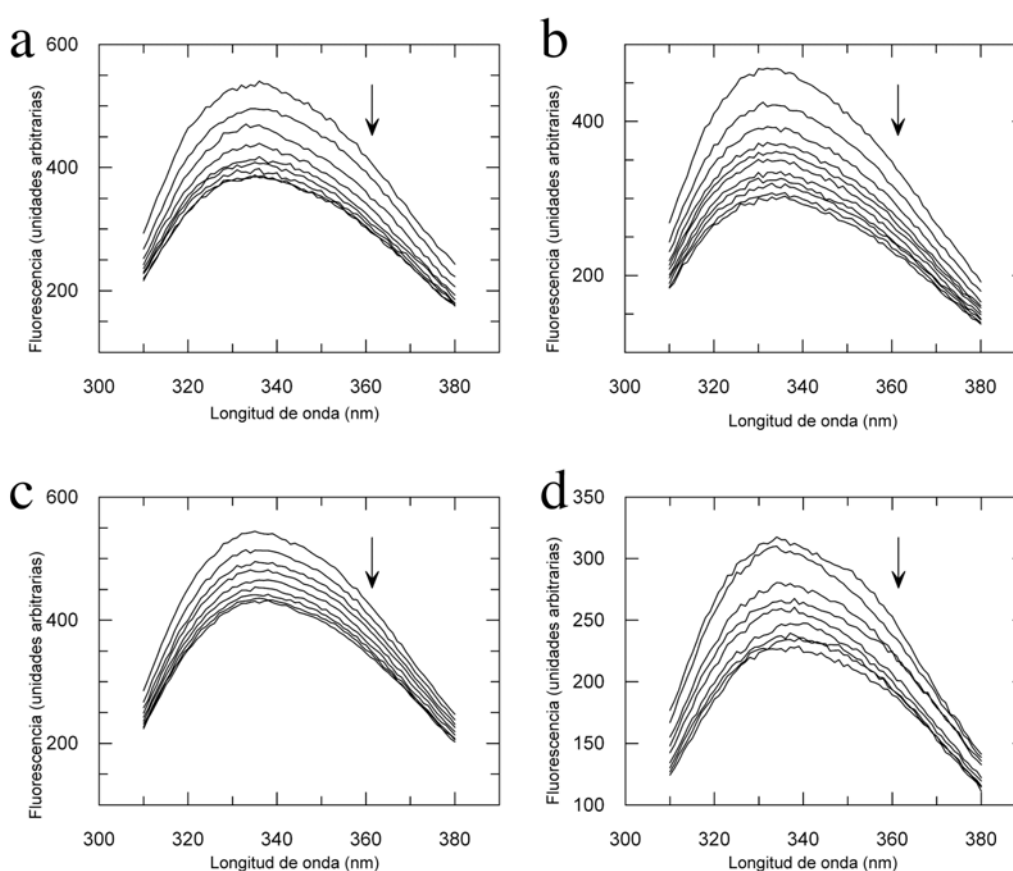 a
600
400
200
300 320 340 360 380
Fluorescencia (unidades arbitrarias)
Longitud de onda (nm)
b
400
200
300 320 340 360 380
Fluorescencia (unidades arbitrarias)
Longitud de onda (nm)
c
600
400
200
300 320 340 360 380
Fluorescencia (unidades arbitrarias)
Longitud de onda (nm)
d
350
300
250
200
150
100
300 320 340 360 380
Fluorescencia (unidades arbitrarias)
Longitud de onda (nm)